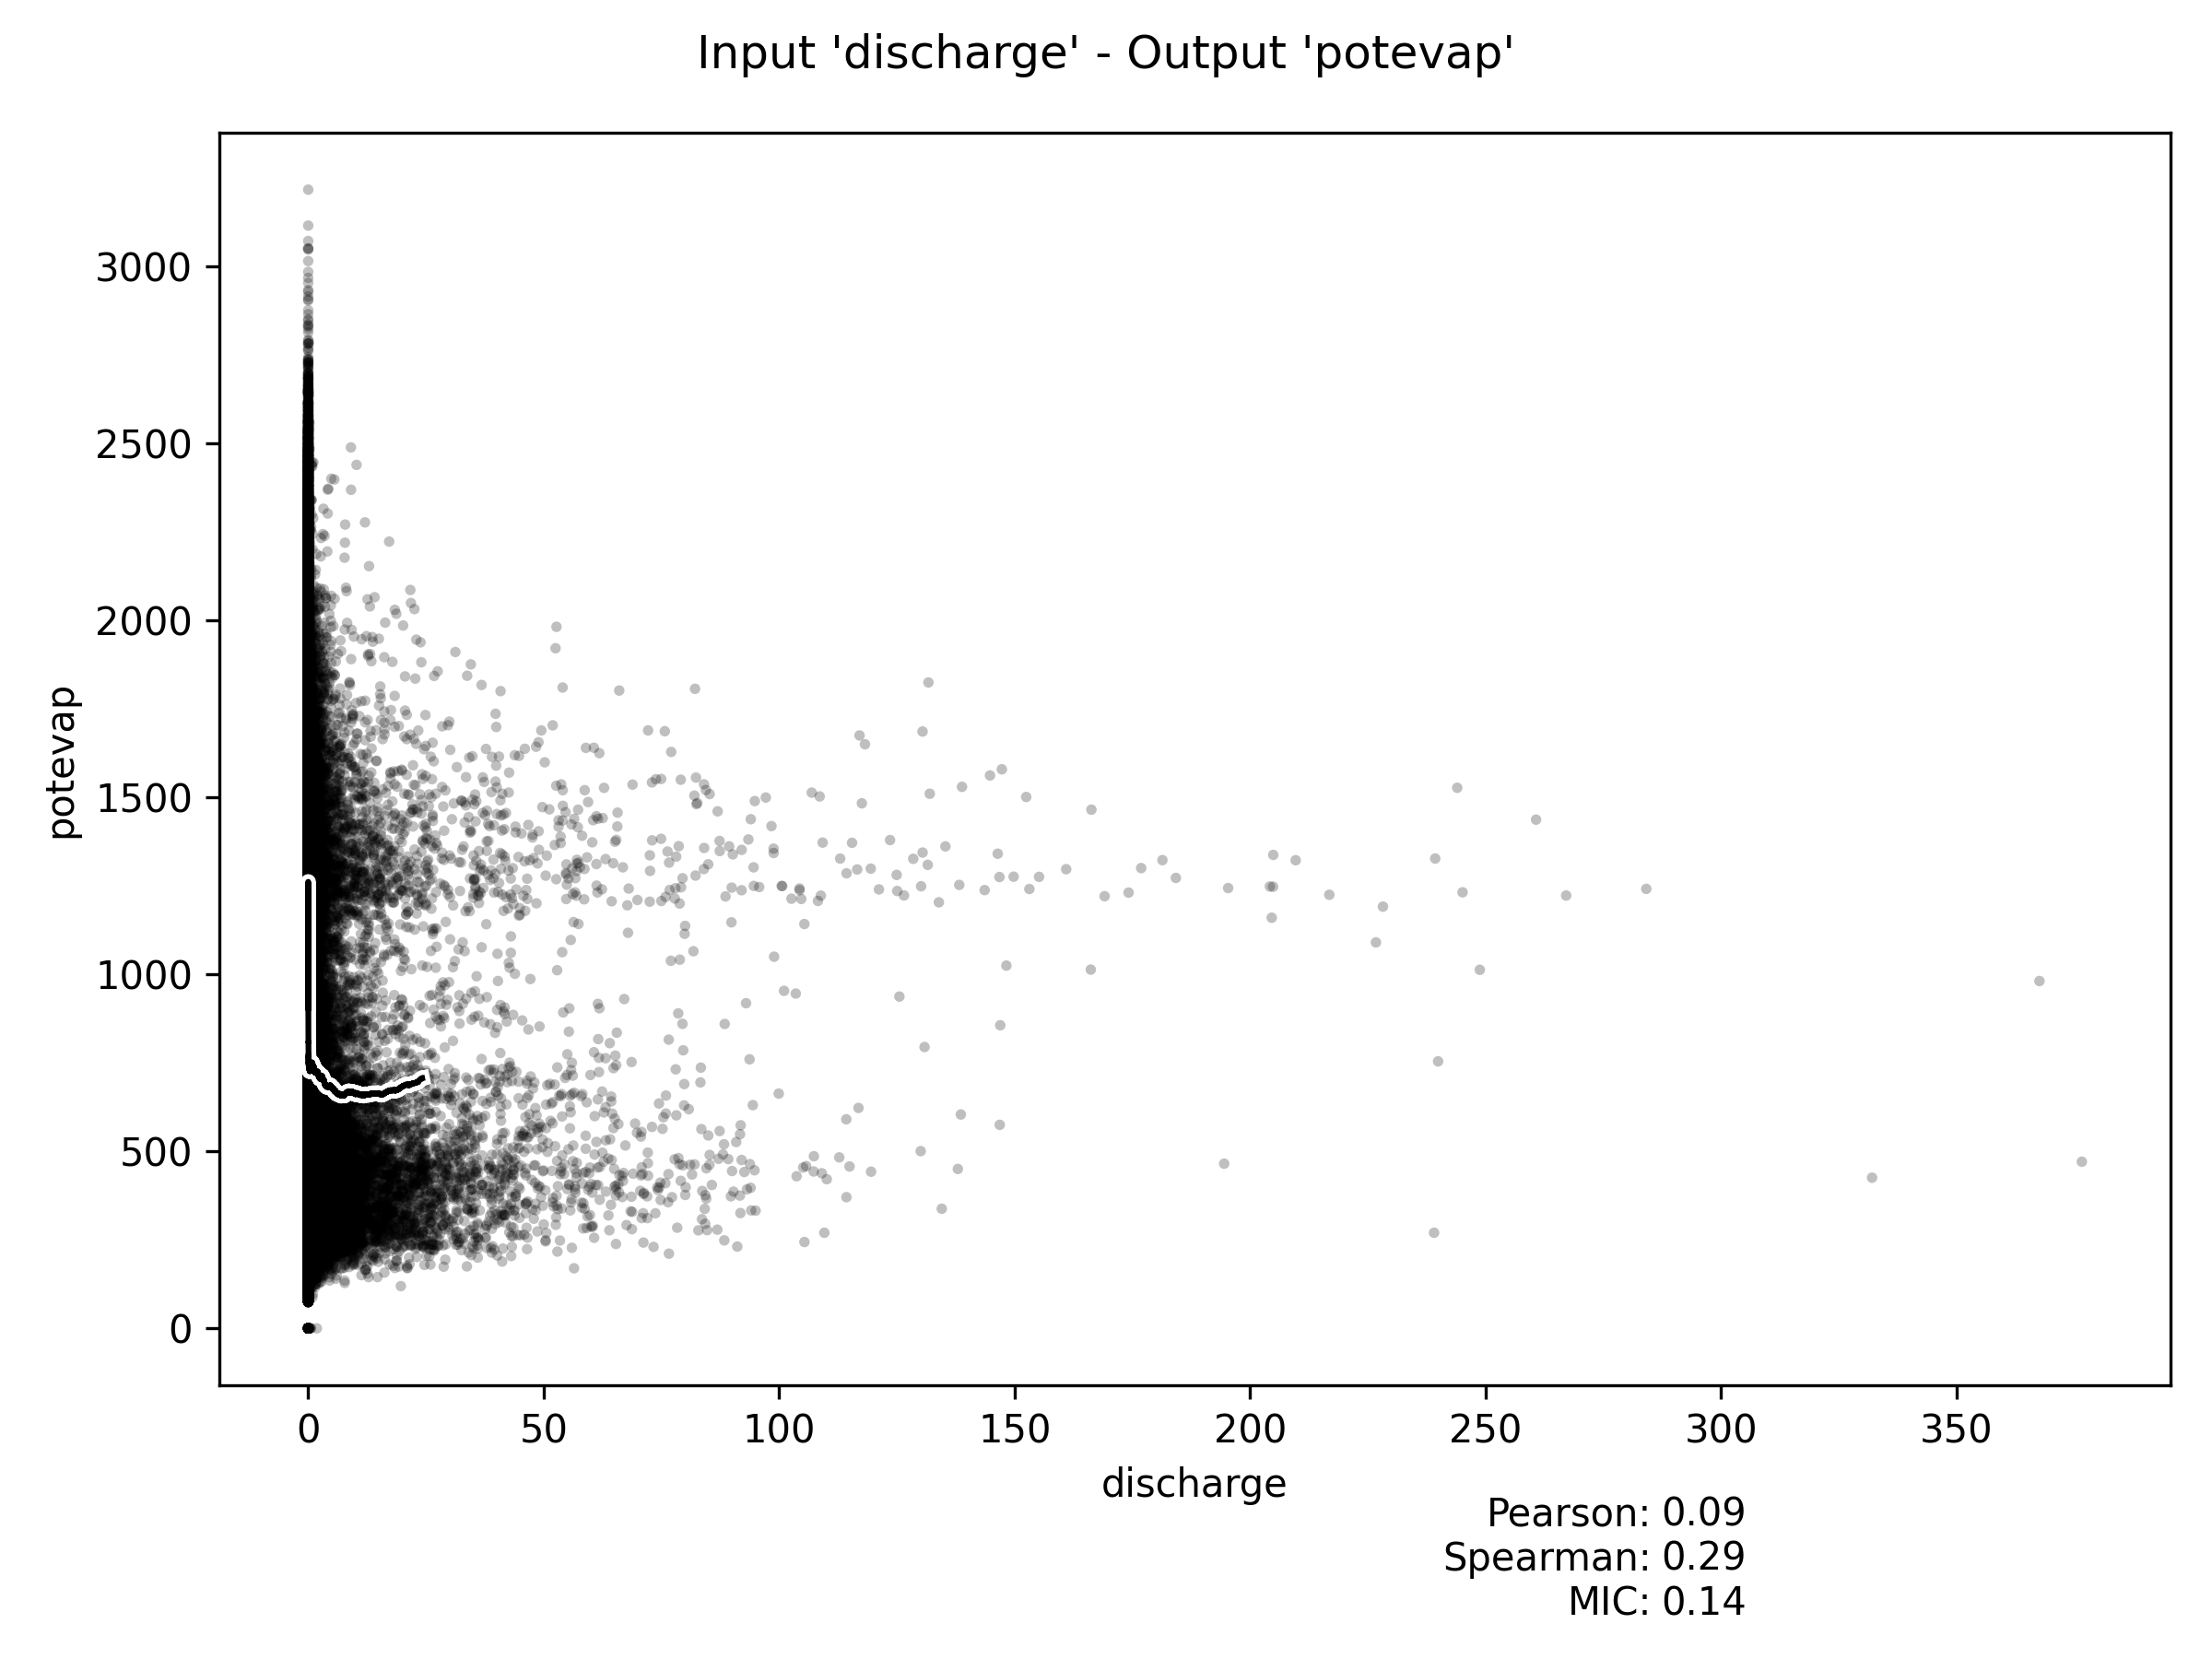 Input 'discharge' - Output 'potevap'
3000
2500
2000
1500
1000
500
0
potevap
0 50 100 150 200 250 300 350
discharge
Pearson: 0.09
Spearman: 0.29
MIC: 0.14